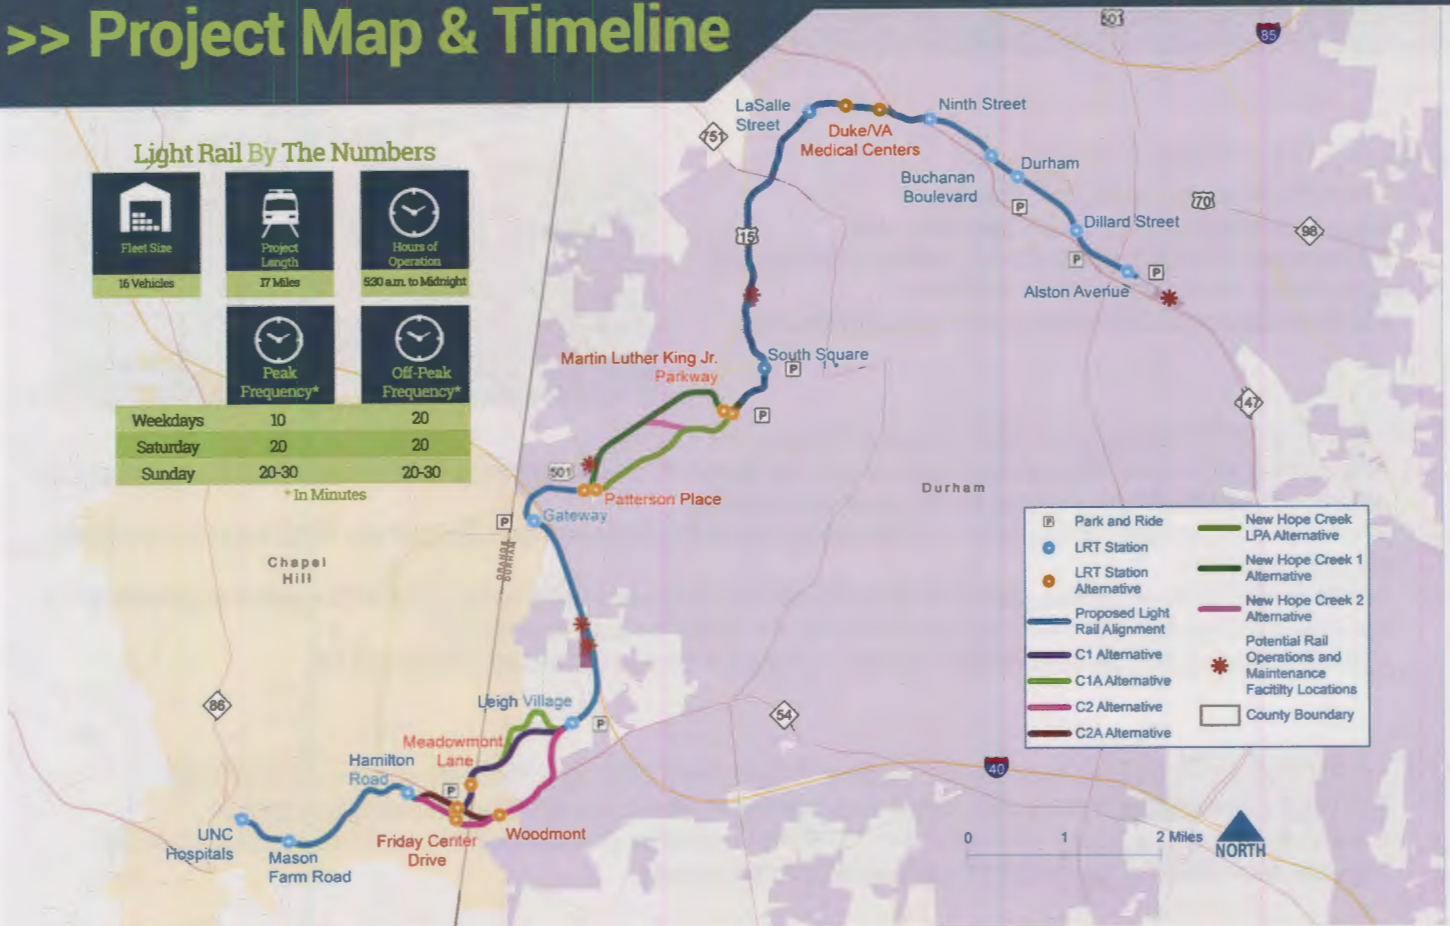 >> Project Map & Timeline
Light Rail By The Numbers
Fleet Size
16 Vehicles
Project
Length
17 Miles
Hours of
Operation
5:30 a.m. to Midnight
Peak
Frequency*
Off-Peak
Frequency*
Weekdays 10 20
Saturday 20 20
Sunday 20-30 20-30
* In Minutes
501
85
751
LaSalle
Street
Duke/VA
Medical Centers
Ninth Street
Buchanan
Boulevard
Durham
P
70
98
Dillard Street
P
P
Alston Avenue
15
South Square
P
Martin Luther King Jr.
Parkway
P
147
501
Patterson Place
Gateway
P
ORANGE
DURHAM
Durham
Chapel
Hill
86
54
40
Leigh Village
P
Meadowmont
Lane
Hamilton
Road
P
UNC
Hospitals
Mason
Farm Road
Friday Center
Drive
Woodmont
P Park and Ride
LRT Station
LRT Station
Alternative
Proposed Light
Rail Alignment
C1 Alternative
C1A Alternative
C2 Alternative
C2A Alternative
New Hope Creek
LPA Alternative
New Hope Creek 1
Alternative
New Hope Creek 2
Alternative
Potential Rail
Operations and
Maintenance
Facitilty Locations
County Boundary
0 1 2 Miles
NORTH